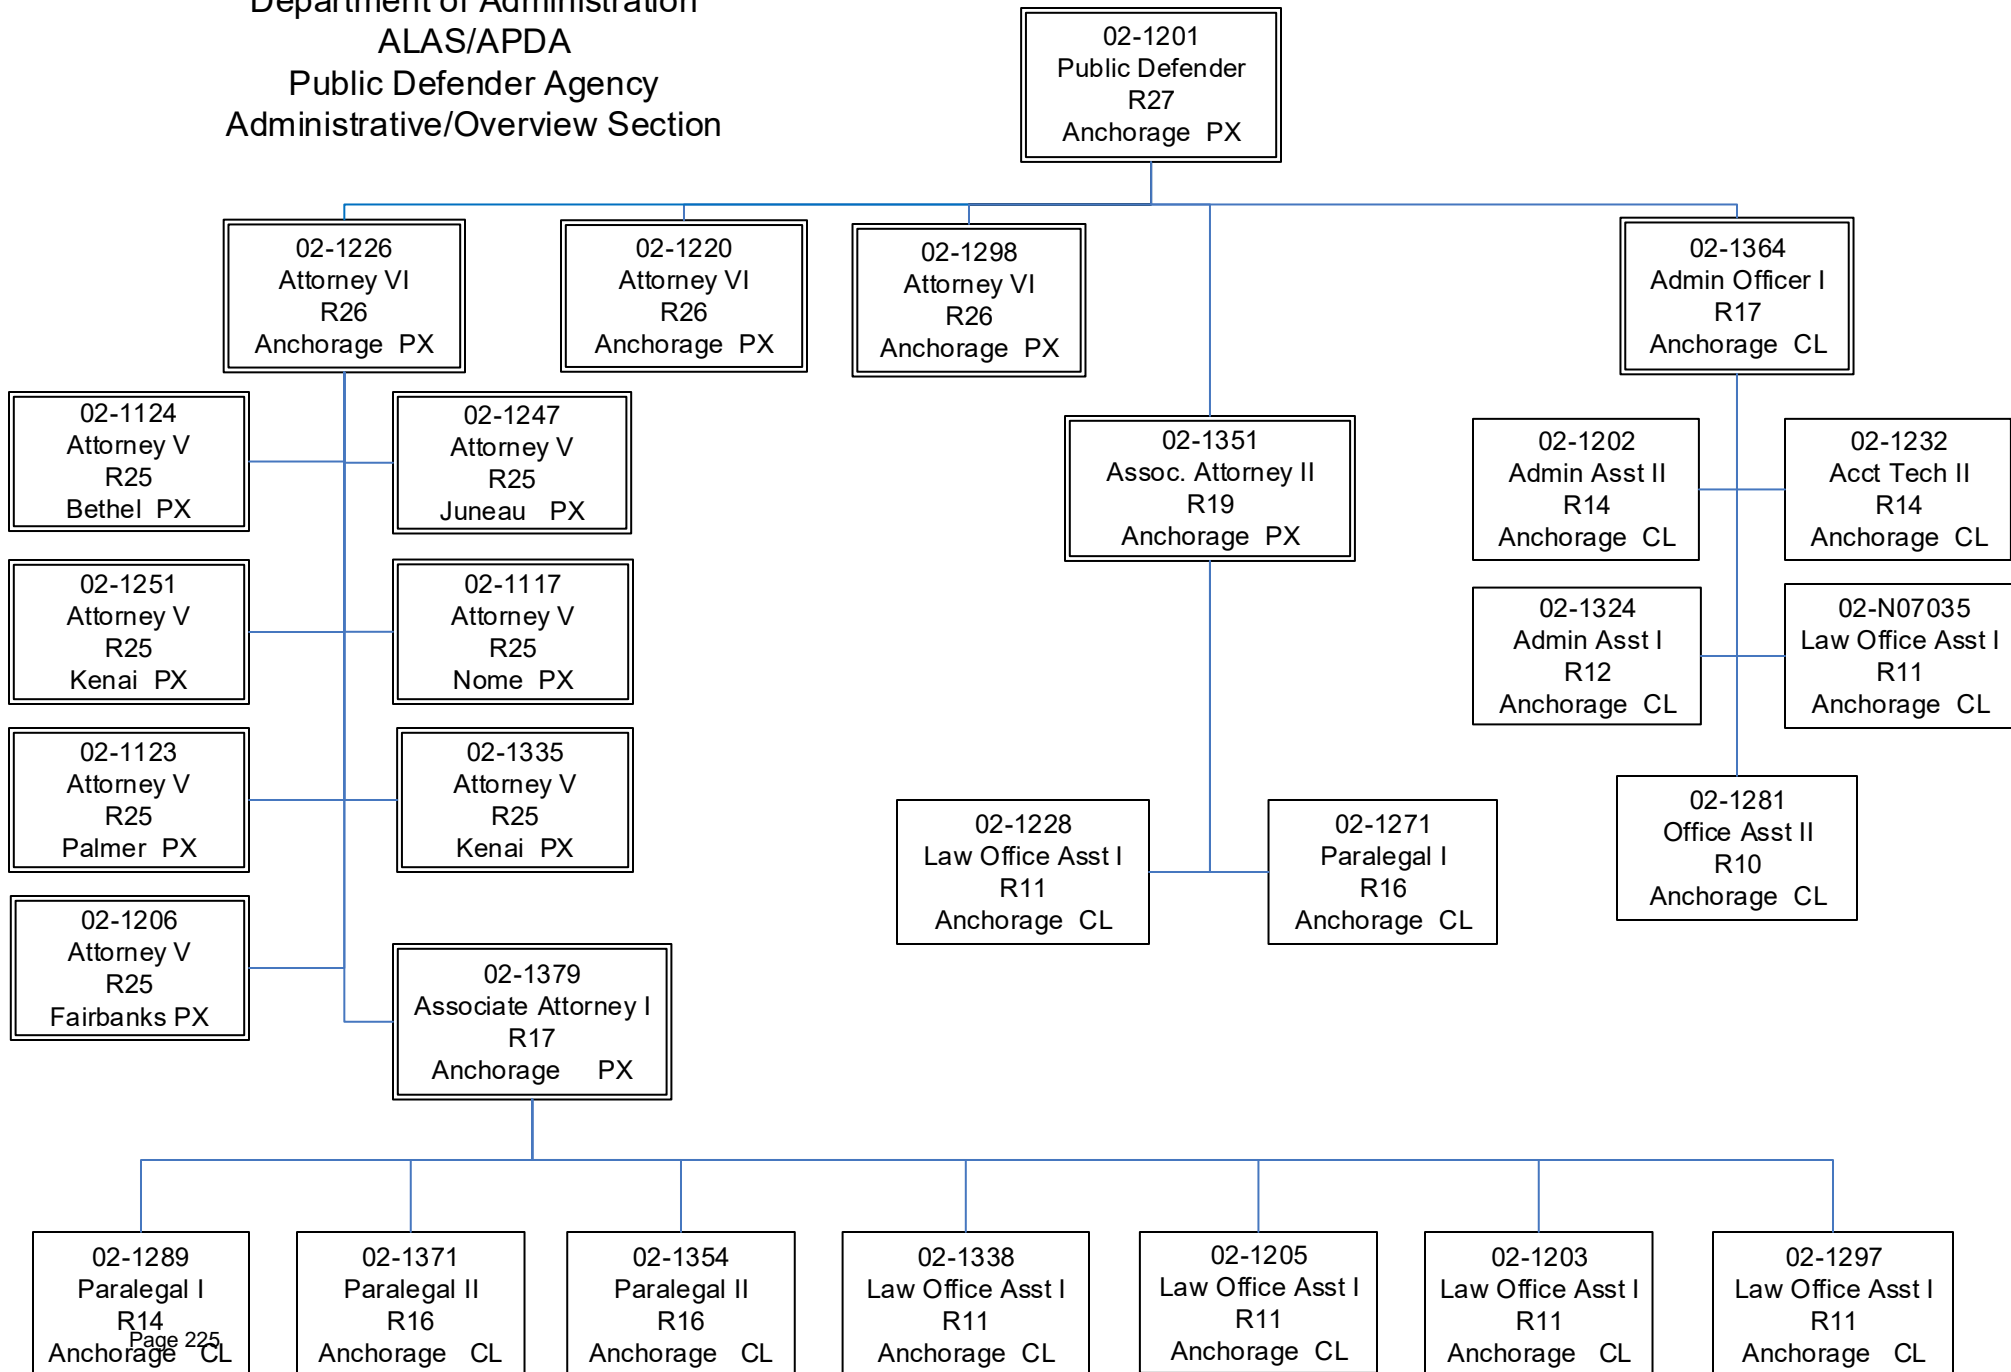 Department of Administration
ALAS/APDA
Public Defender Agency
Administrative/Overview Section
02-1201
Public Defender
R27
Anchorage PX
02-1226
Attorney VI
R26
Anchorage PX
02-1220
Attorney VI
R26
Anchorage PX
02-1298
Attorney VI
R26
Anchorage PX
02-1364
Admin Officer I
R17
Anchorage CL
02-1124
Attorney V
R25
Bethel PX
02-1247
Attorney V
R25
Juneau PX
02-1351
Assoc. Attorney II
R19
Anchorage PX
02-1202
Admin Asst II
R14
Anchorage CL
02-1232
Acct Tech II
R14
Anchorage CL
02-1251
Attorney V
R25
Kenai PX
02-1117
Attorney V
R25
Nome PX
02-1324
Admin Asst I
R12
Anchorage CL
02-N07035
Law Office Asst I
R11
Anchorage CL
02-1123
Attorney V
R25
Palmer PX
02-1335
Attorney V
R25
Kenai PX
02-1228
Law Office Asst I
R11
Anchorage CL
02-1271
Paralegal I
R16
Anchorage CL
02-1281
Office Asst II
R10
Anchorage CL
02-1206
Attorney V
R25
Fairbanks PX
02-1379
Associate Attorney I
R17
Anchorage PX
02-1289
Paralegal I
R14
Anchorage CL
02-1371
Paralegal II
R16
Anchorage CL
02-1354
Paralegal II
R16
Anchorage CL
02-1338
Law Office Asst I
R11
Anchorage CL
02-1205
Law Office Asst I
R11
Anchorage CL
02-1203
Law Office Asst I
R11
Anchorage CL
02-1297
Law Office Asst I
R11
Anchorage CL
Page 225